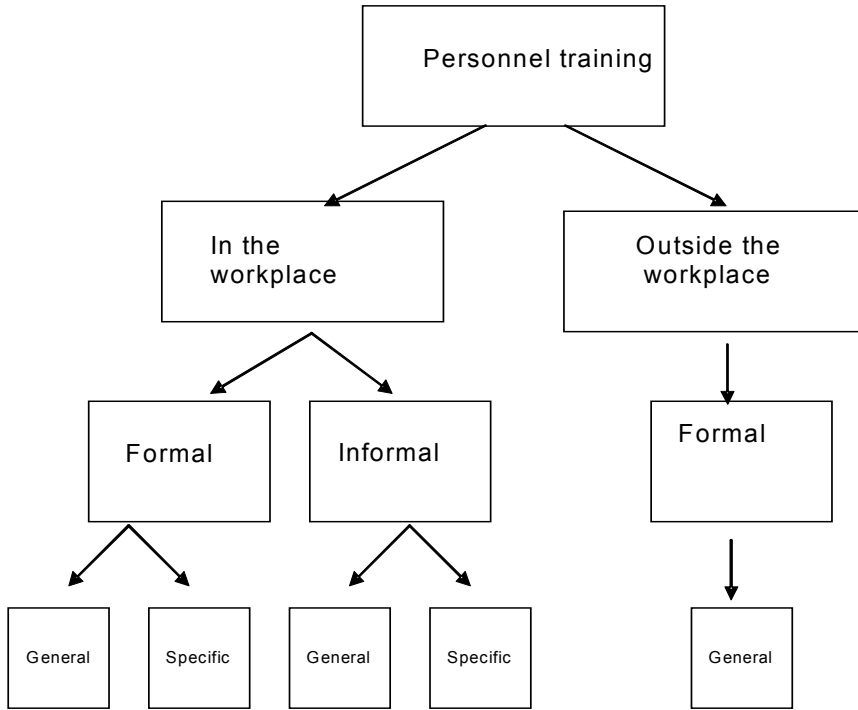 Personnel training
In the
workplace
Outside the
workplace
Formal
Informal
Formal
General
Specific
General
Specific
General